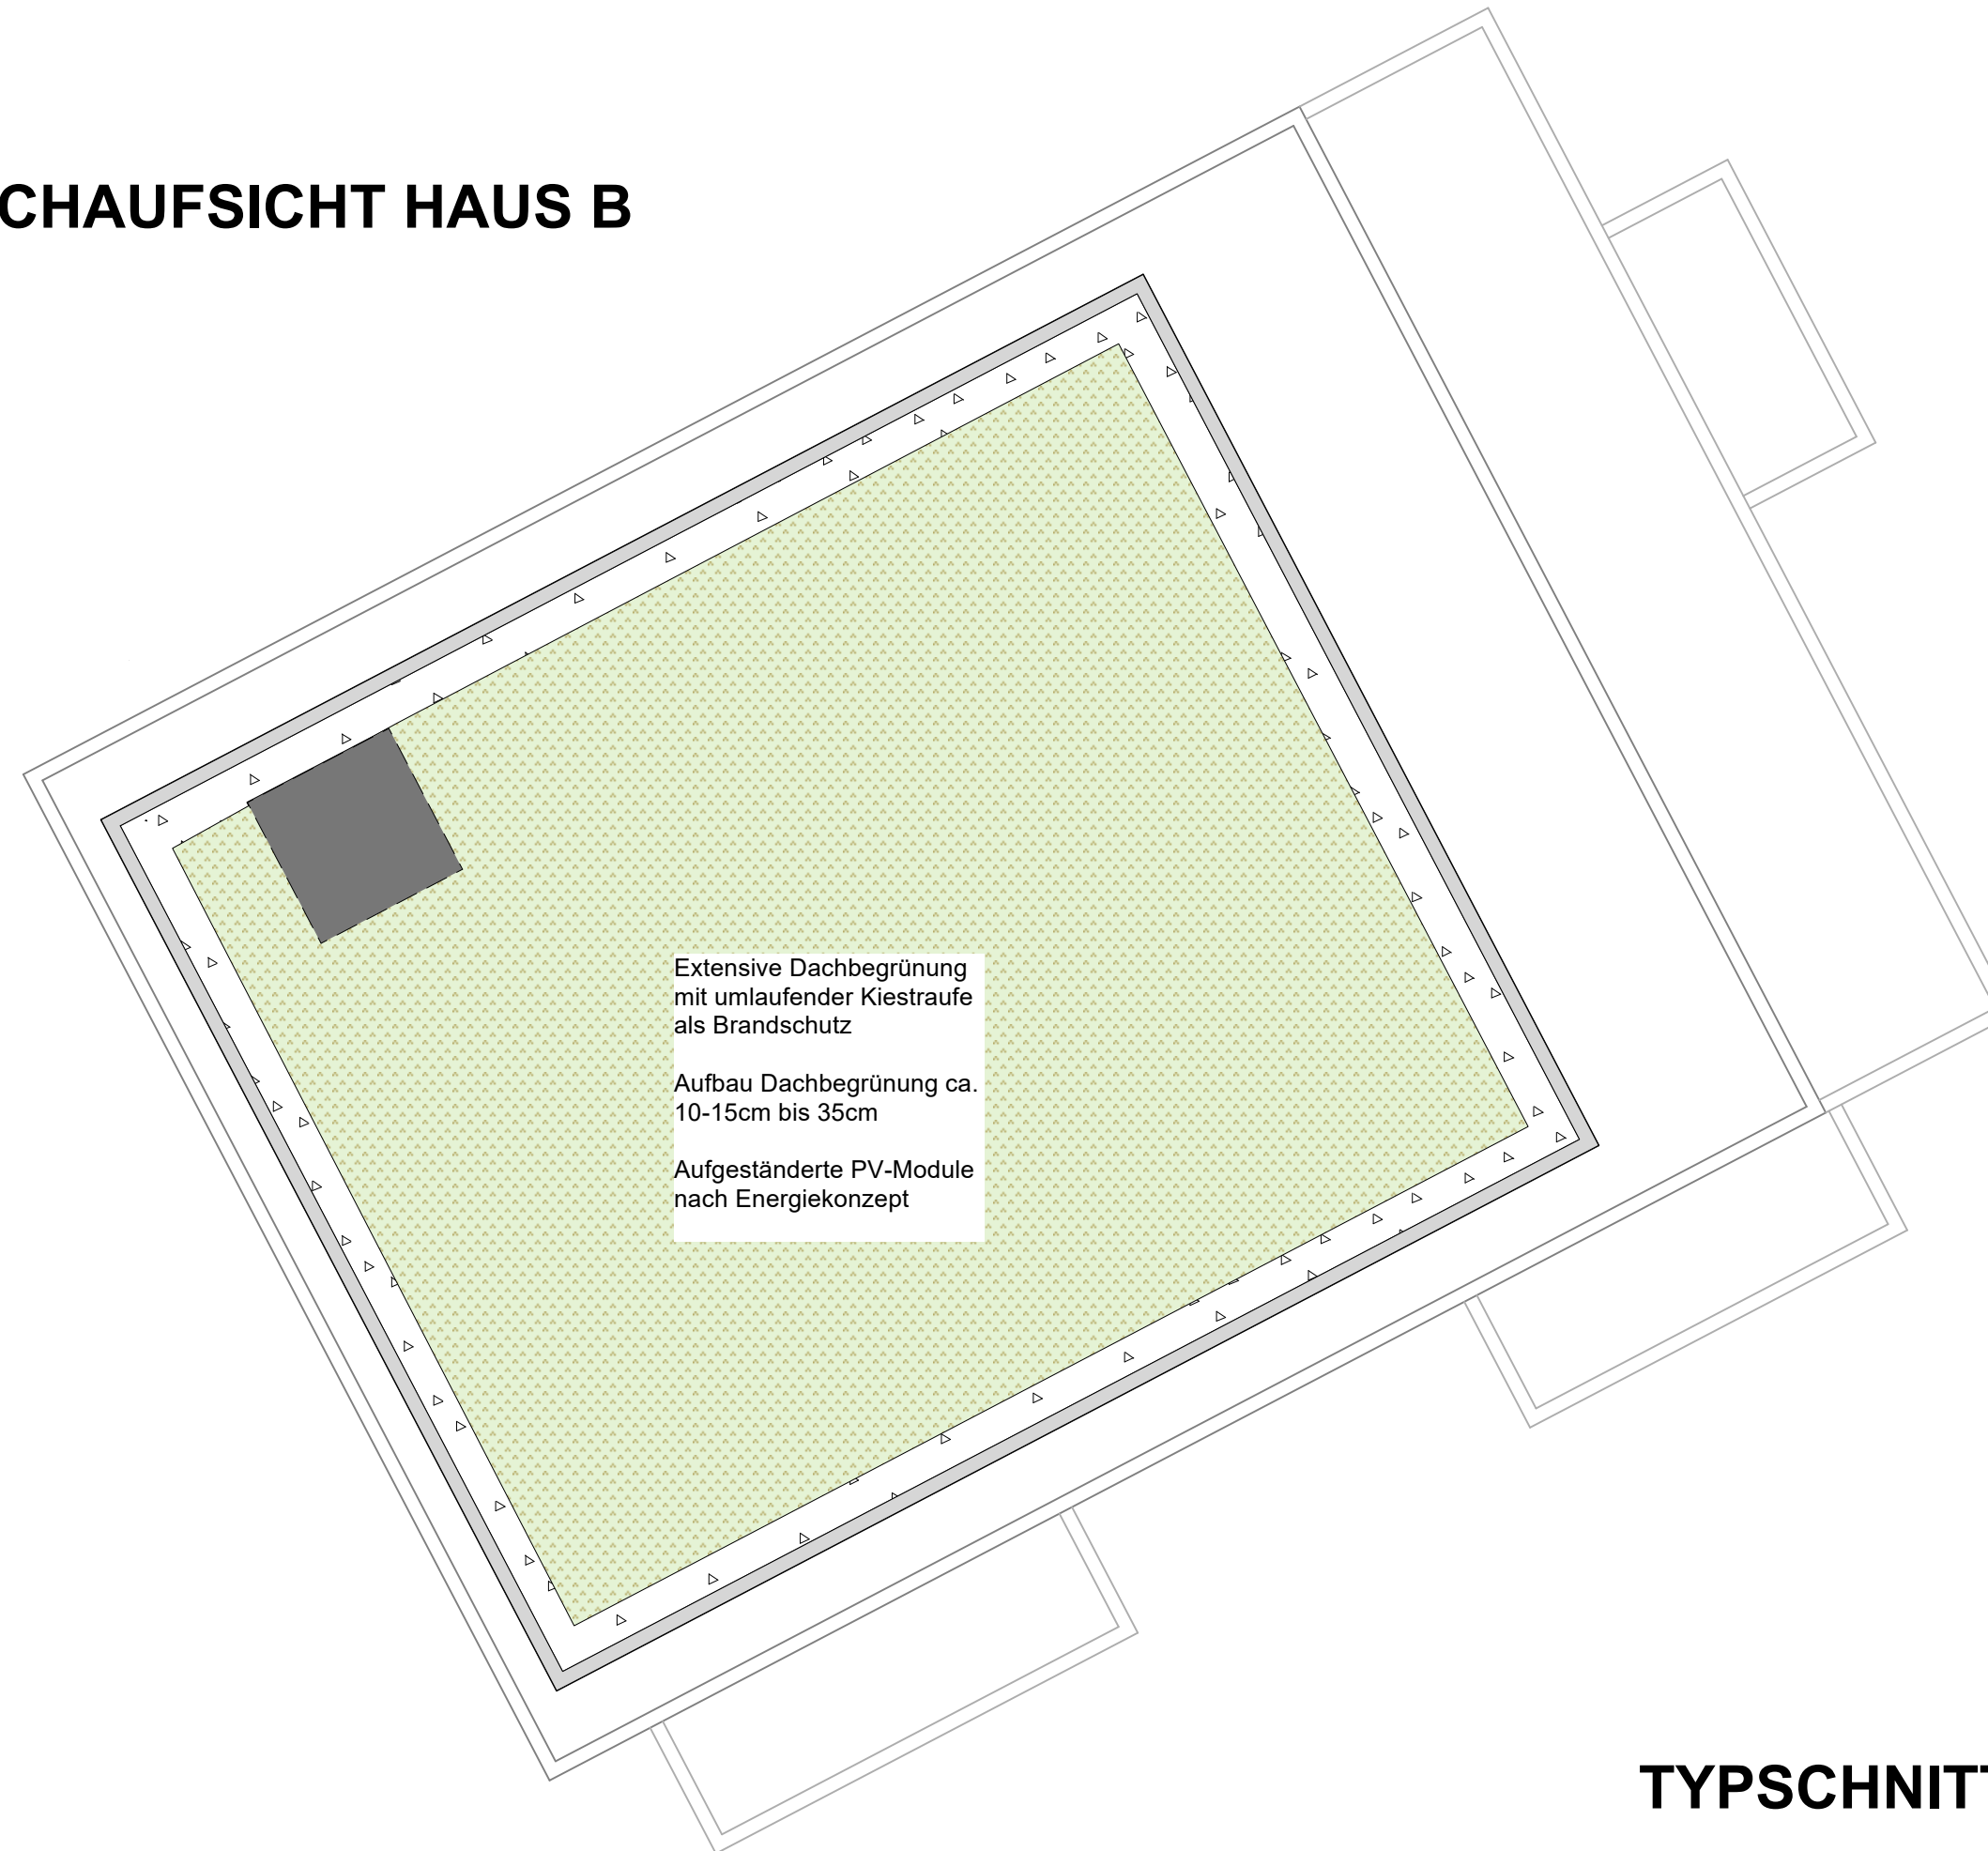 CHAUFSICHT HAUS B
Extensive Dachbegrünung
mit umlaufender Kiestraufe
als Brandschutz
Aufbau Dachbegrünung ca.
10-15cm bis 35cm
Aufgeständerte PV-Module
nach Energiekonzept
TYPSCHNITT